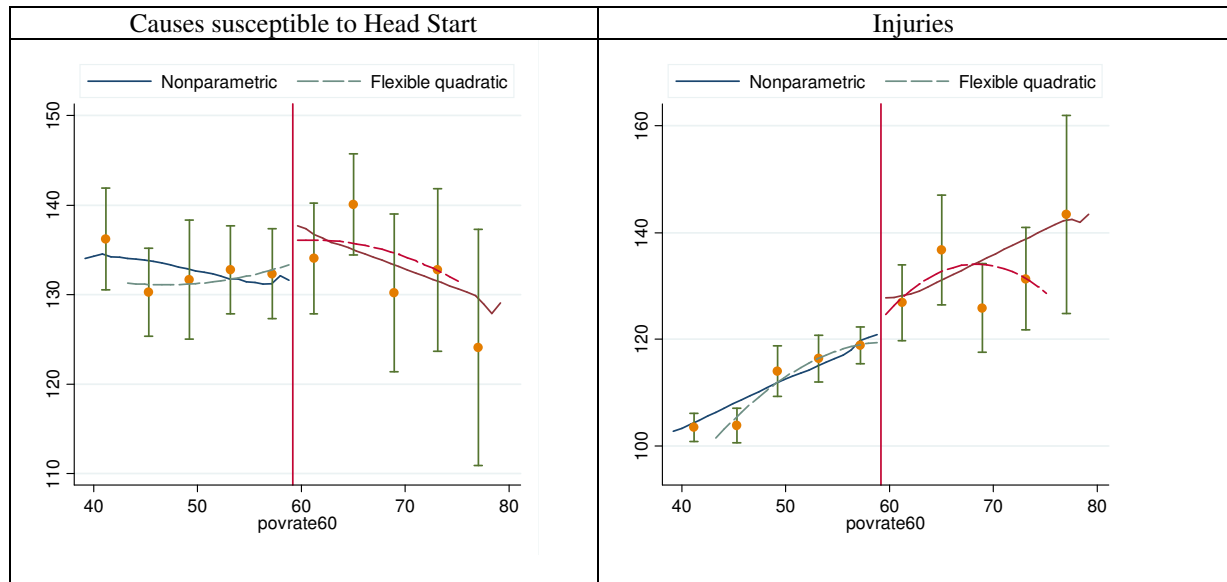 Causes susceptible to Head Start
Injuries
Nonparametric
Flexible quadratic
150
140
130
120
110
40
50
60
70
80
povrate60
Nonparametric
Flexible quadratic
160
140
120
100
40
50
60
70
80
povrate60